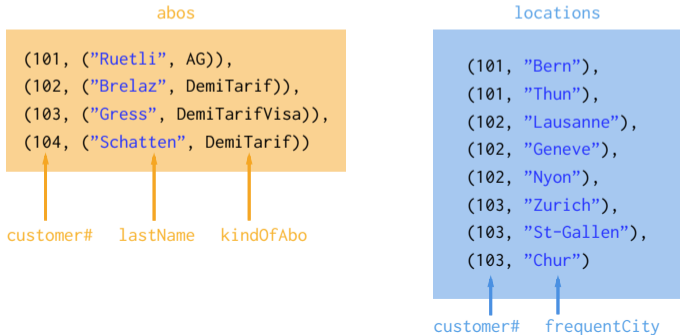 abos
(101, ("Ruetli", AG)),
(102, ("Brelaz", DemiTarif)),
(103, ("Gress", DemiTarifVisa)),
(104, ("Schatten", DemiTarif))
customer# lastName kindOfAbo
locations
(101, "Bern"),
(101, "Thun"),
(102, "Lausanne"),
(102, "Geneve"),
(102, "Nyon"),
(103, "Zurich"),
(103, "St-Gallen"),
(103, "Chur")
customer# frequentCity